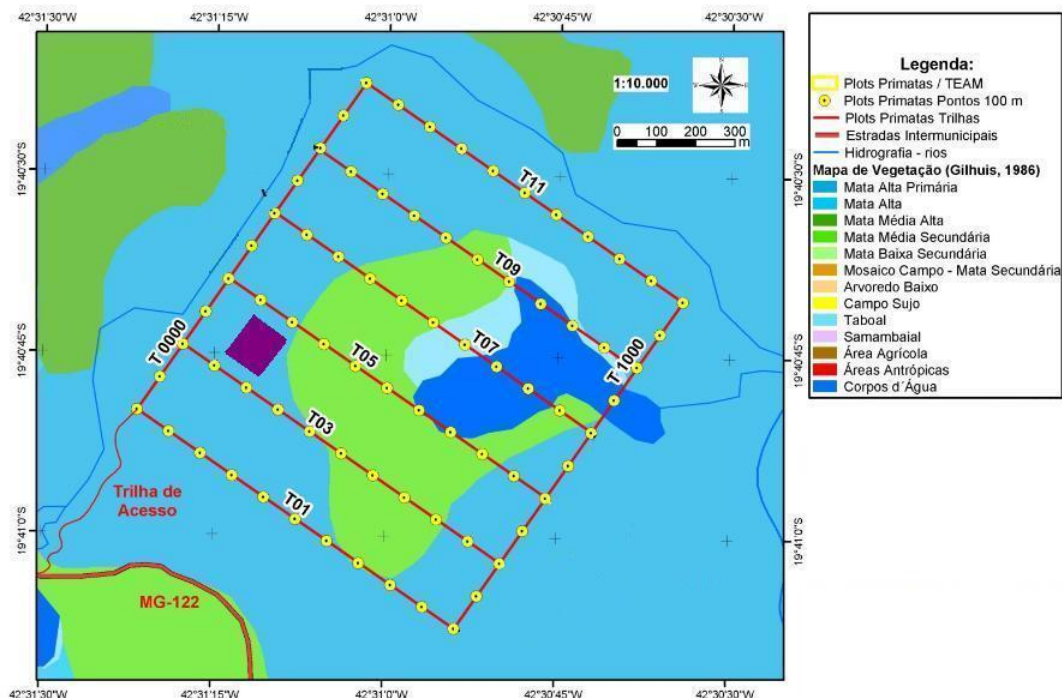 42°31'30"W 42°31'15"W 42°31'0"W 42°30'45"W 42°30'30"W
1:10.000
0 100 200 300
m
19°40'30"S
19°40'30"S
T11
T09
T 0000
T07
T 1000
T05
19°40'45"S
19°40'45"S
T03
Trilha de
Acesso
T01
19°41'0"S
19°41'0"S
MG-122
42°31'30"W 42°31'15"W 42°31'0"W 42°30'45"W 42°30'30"W
Legenda:
Plots Primatas / TEAM
Plots Primatas Pontos 100 m
Plots Primatas Trilhas
Estradas Intermunicipais
Hidrografia - rios
Mapa de Vegetação (Gilhuis, 1986)
Mata Alta Primária
Mata Alta
Mata Média Alta
Mata Média Secundária
Mata Baixa Secundária
Mosaico Campo - Mata Secundária
Arvoredo Baixo
Campo Sujo
Taboal
Samambaial
Área Agrícola
Áreas Antrópicas
Corpos d´Água